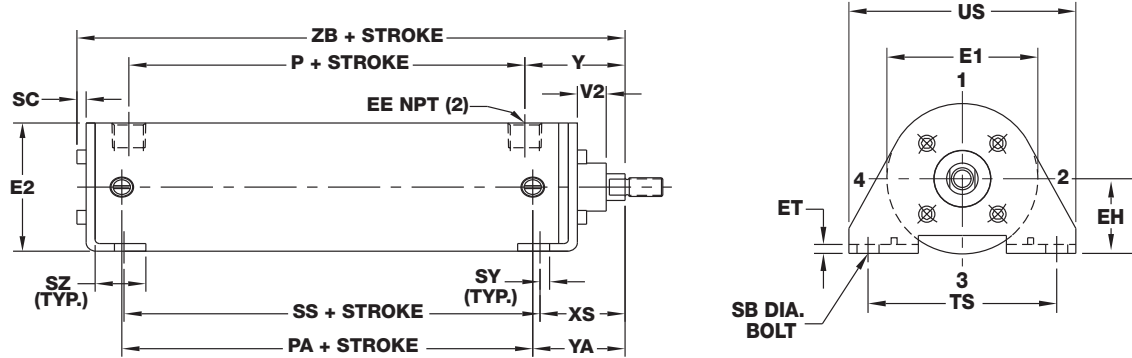 ZB + STROKE
P + STROKE
Y
SC
V2
EE NPT (2)
E2
SZ
(TYP.)
SY
(TYP.)
SS + STROKE
XS
PA + STROKE
YA
US
E1
1
4
2
ET
EH
3
TS
SB DIA.
BOLT